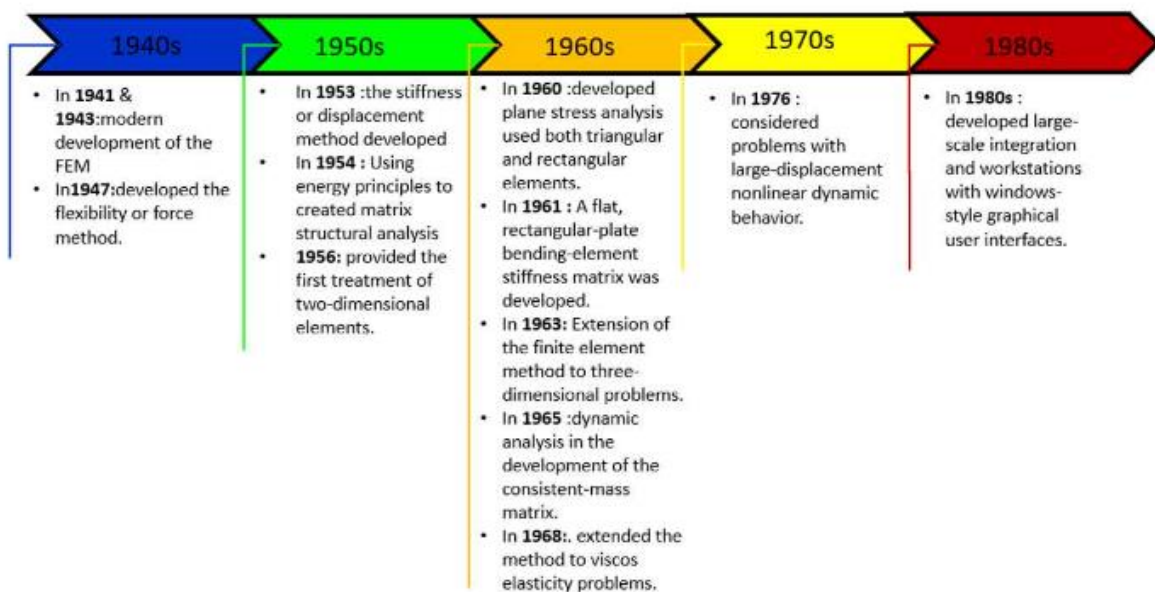 1940s
1950s
1960s
1970s
1980s
• In 1941 &
1943:modern
development of the
FEM
• In1947:developed the
flexibility or force
method.
• In 1953 :the stiffness
or displacement
method developed
• In 1954 : Using
energy principles to
created matrix
structural analysis
• 1956: provided the
first treatment of
two-dimensional
elements.
• In 1960 :developed
plane stress analysis
used both triangular
and rectangular
elements.
• In 1961 : A flat,
rectangular-plate
bending-element
stiffness matrix was
developed.
• In 1963: Extension of
the finite element
method to three-
dimensional problems.
• In 1965 :dynamic
analysis in the
development of the
consistent-mass
matrix.
• In 1968:. extended the
method to viscos
elasticity problems.
• In 1976 :
considered
problems with
large-displacement
nonlinear dynamic
behavior.
• In 1980s :
developed large-
scale integration
and workstations
with windows-
style graphical
user interfaces.